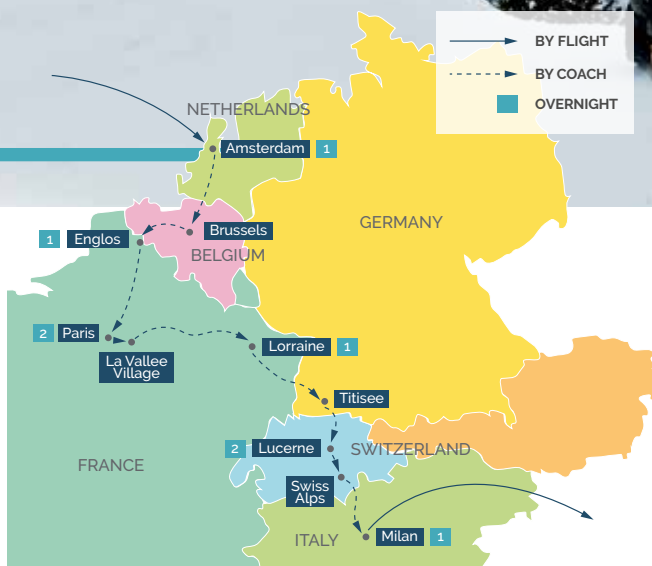 BY FLIGHT
BY COACH
OVERNIGHT
NETHERLANDS
Amsterdam 1
GERMANY
Brussels
1 Englos
BELGIUM
2 Paris
La Vallee
Village
Lorraine 1
Titisee
2 Lucerne
SWITZERLAND
FRANCE
Swiss
Alps
ITALY
Milan 1